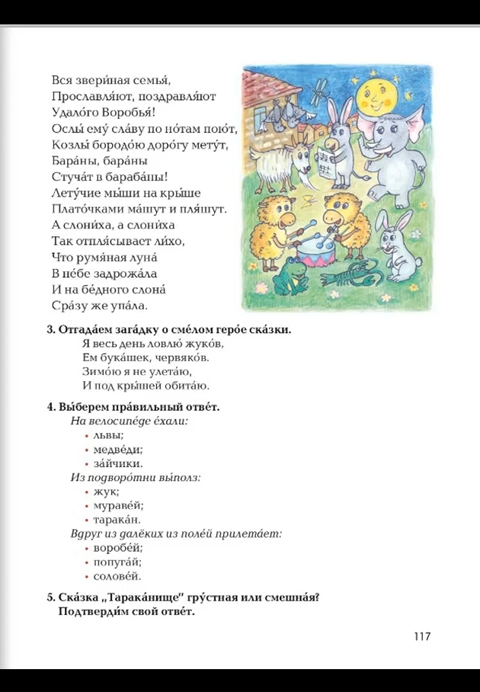 Вся звери́ная семья́,
Прославля́ют, поздравля́ют
Удало́го Воробья́!
Ослы́ ему́ сла́ву по но́там пою́т,
Козлы́ бородо́ю доро́гу мету́т,
Бара́ны, бара́ны
Стуча́т в бараба́ны!
Лету́чие мы́ши на кры́ше
Плато́чками ма́шут и пля́шут.
А слони́ха, а слони́ха
Так отпля́сывает ли́хо,
Что румя́ная луна́
В не́бе задрожа́ла
И на бе́дного слона́
Сра́зу же упа́ла.
3. Отгада́ем зага́дку о сме́лом геро́е ска́зки.
Я весь день ловлю́ жуко́в,
Ем бука́шек, червяко́в.
Зимо́ю я не улета́ю,
И под кры́шей обита́ю.
4. Вы́берем пра́вильный отве́т.
На велосипе́де е́хали:
• львы;
• медве́ди;
• за́йчики.
Из подворо́тни вы́полз:
• жук;
• мураве́й;
• тарака́н.
Вдруг из далёких из поле́й прилета́ет:
• воробе́й;
• попуга́й;
• солове́й.
5. Ска́зка „Тарака́нище" гру́стная или смешна́я?
Подтверди́м свой отве́т.
117